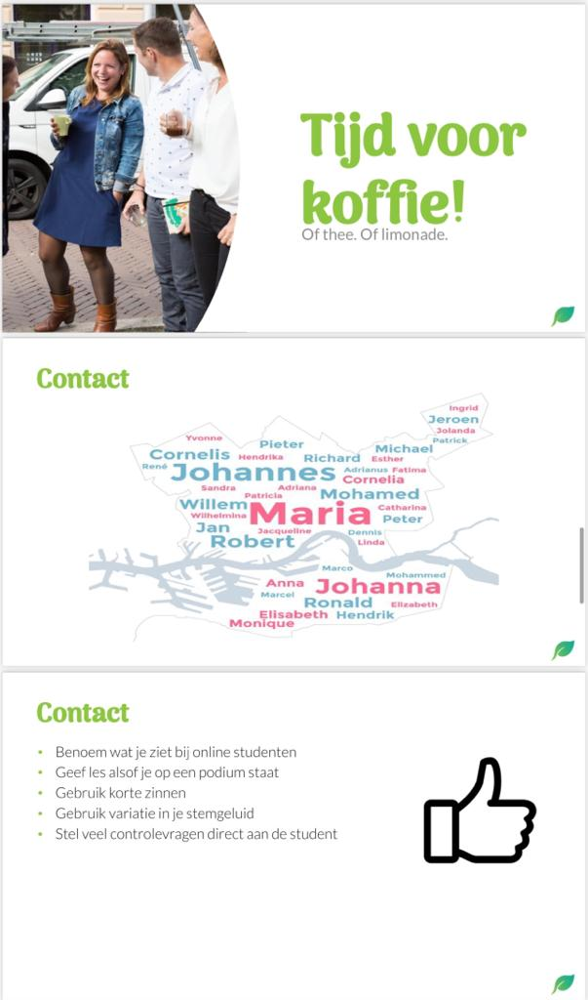 Tijd voor
koffie!
Of thee. Of limonade.
Contact
Ingrid
Jeroen
Jolanda
Patrick
Yvonne
Pieter
Michael
Cornelis
Hendrika
Richard
Esther
René
Johannes
Adrianus
Fatima
Cornelia
Sandra
Adriana
Patricia
Mohamed
Willem
Maria
Catharina
Wilhelmina
Peter
Jan
Jacqueline
Dennis
Robert
Linda
Marco
Mohammed
Anna
Johanna
Marcel
Ronald
Elizabeth
Elisabeth
Hendrik
Monique
Contact
• Benoem wat je ziet bij online studenten
• Geef les alsof je op een podium staat
• Gebruik korte zinnen
• Gebruik variatie in je stemgeluid
• Stel veel controlevragen direct aan de student